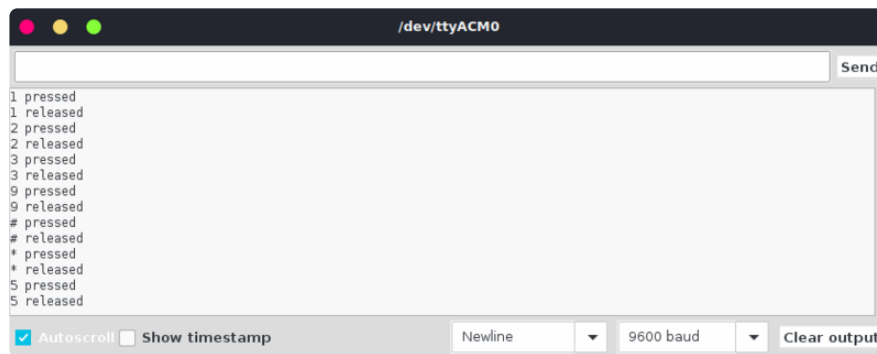 /dev/ttyACM0
Send
1 pressed
1 released
2 pressed
2 released
3 pressed
3 released
9 pressed
9 released
# pressed
# released
* pressed
* released
5 pressed
5 released
Autoscroll Show timestamp Newline 9600 baud Clear output